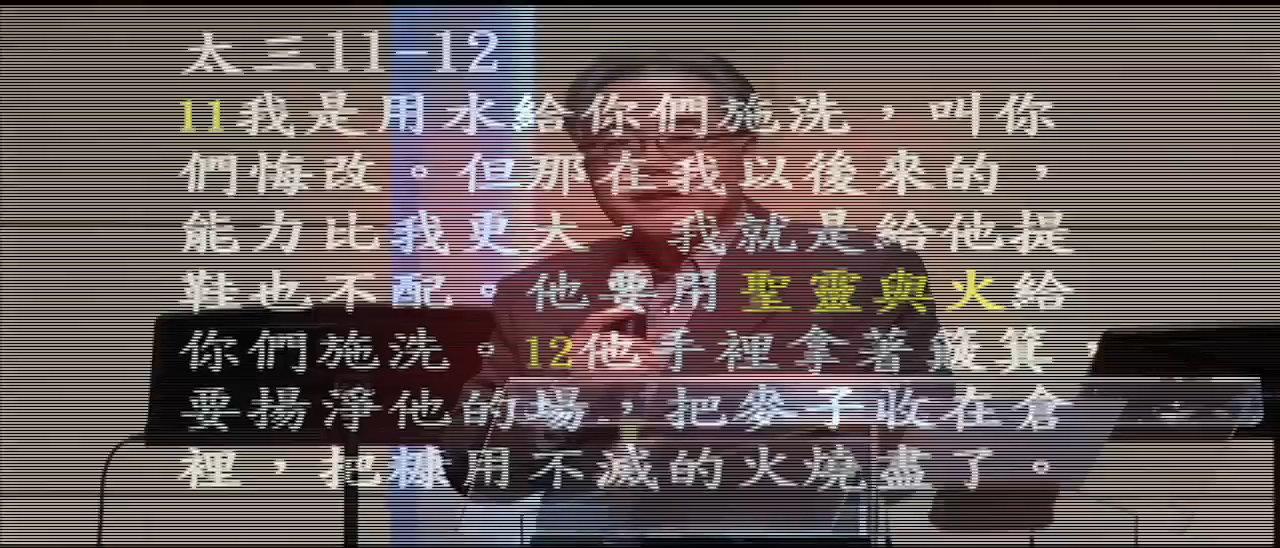 太三11-12
11我是用水給你們施洗，叫你
們悔改。但那在我以後來的，
能力比我更大，我就是給他提
鞋也不配。他要用聖靈與火給
你們施洗。12他手裡拿著簸箕，
要揚淨他的場，把麥子收在倉
裡，把糠用不滅的火燒盡了。